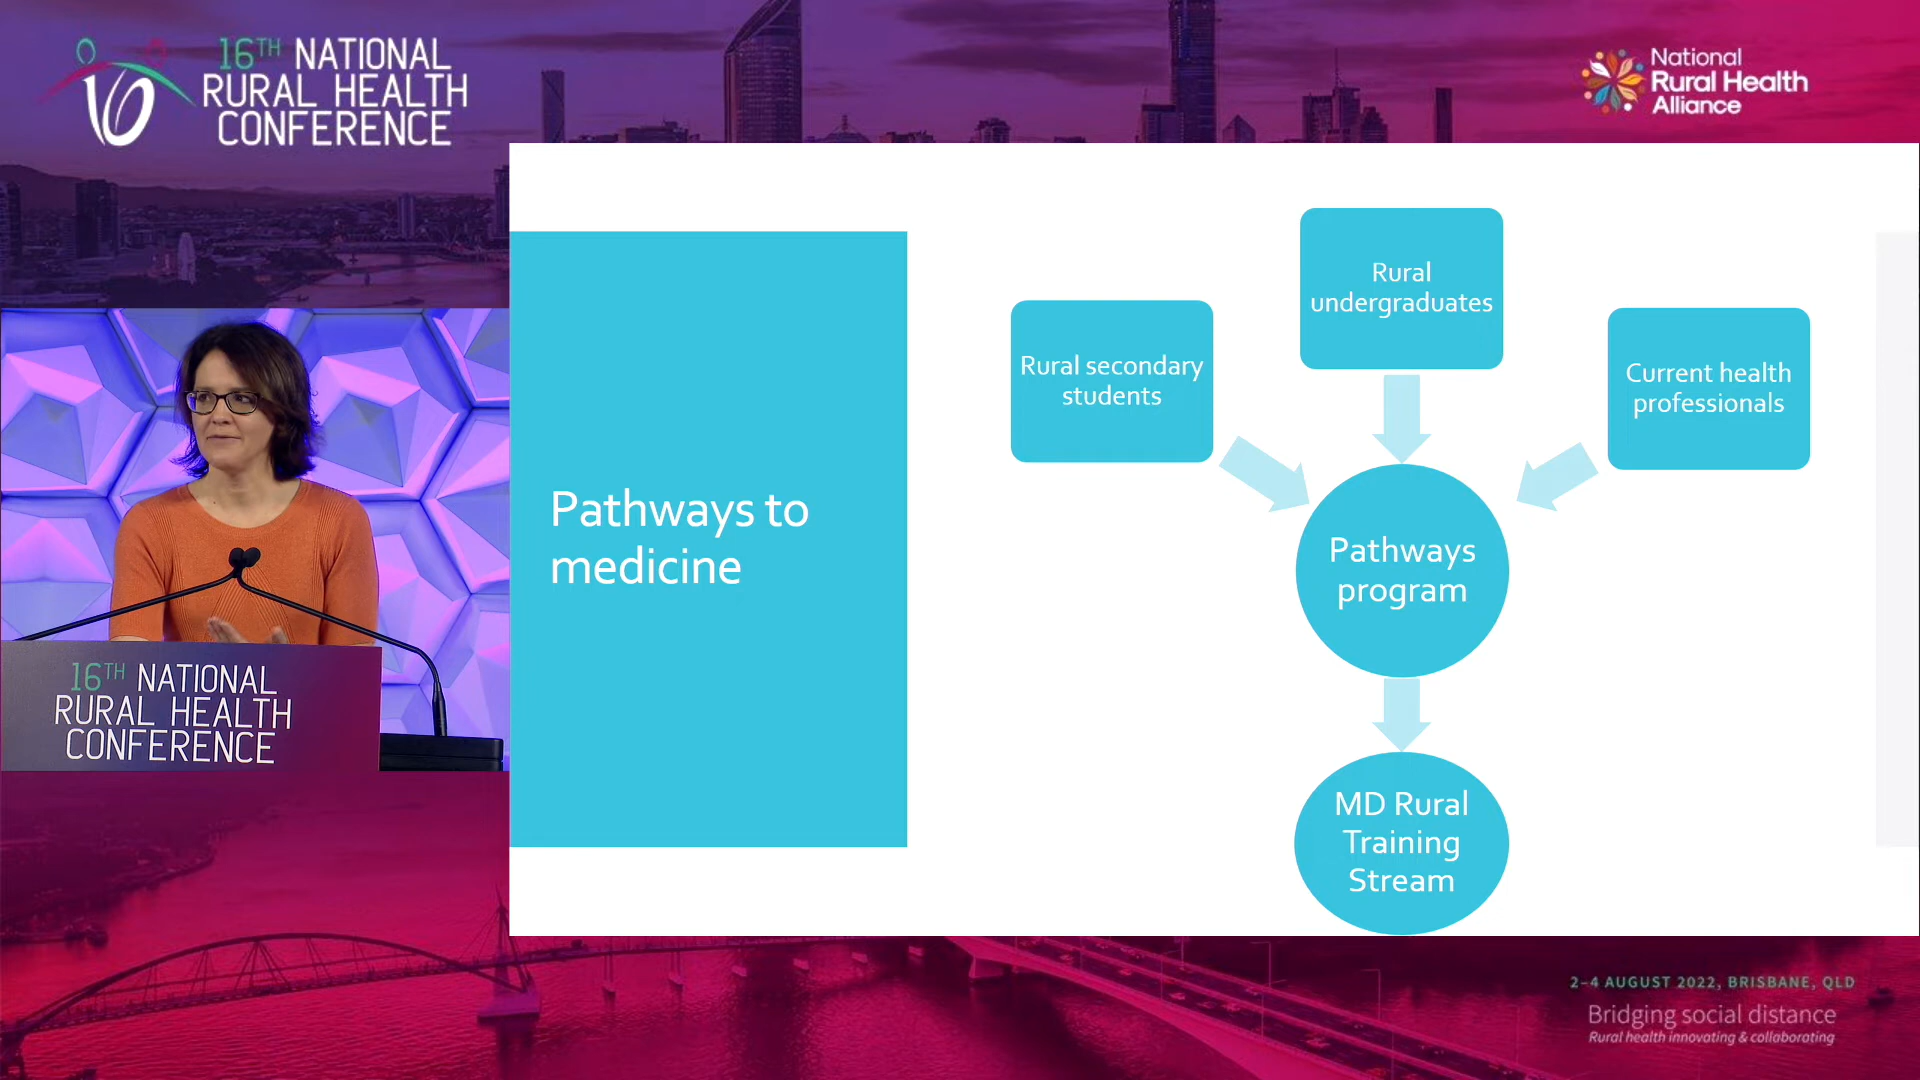 16TH NATIONAL
RURAL HEALTH
CONFERENCE
National
Rural Health
Alliance
Pathways to
medicine
Rural secondary
students
Rural
undergraduates
Current health
professionals
Pathways
program
MD Rural
Training
Stream
16TH NATIONAL
RURAL HEALTH
CONFERENCE
2–4 AUGUST 2022, BRISBANE, QLD
Bridging social distance
Rural health innovating & collaborating